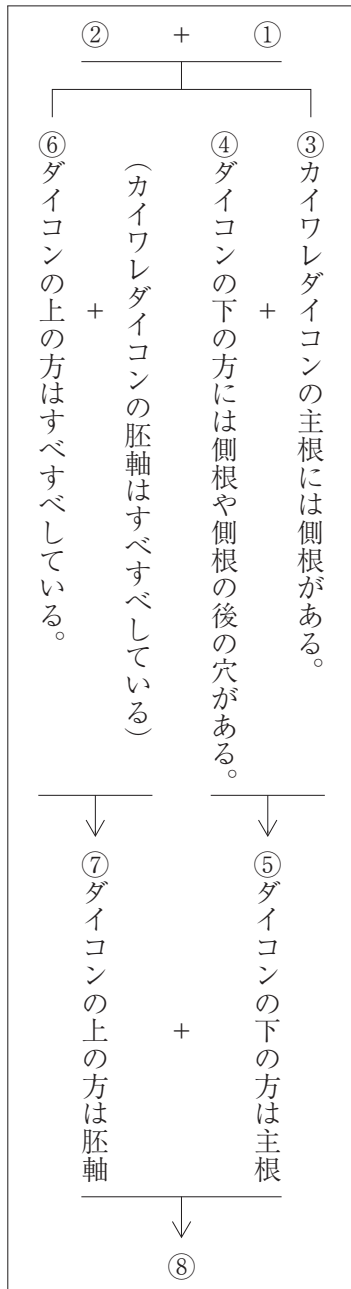 ①
+
②
③カイワレダイコンの主根には側根がある。
+
④ダイコンの下の方には側根や側根の後の穴がある。
(カイワレダイコンの胚軸はすべすべしている)
+
⑥ダイコンの上の方はすべすべしている。
⑤ダイコンの下の方は主根
+
⑦ダイコンの上の方は胚軸
⑧